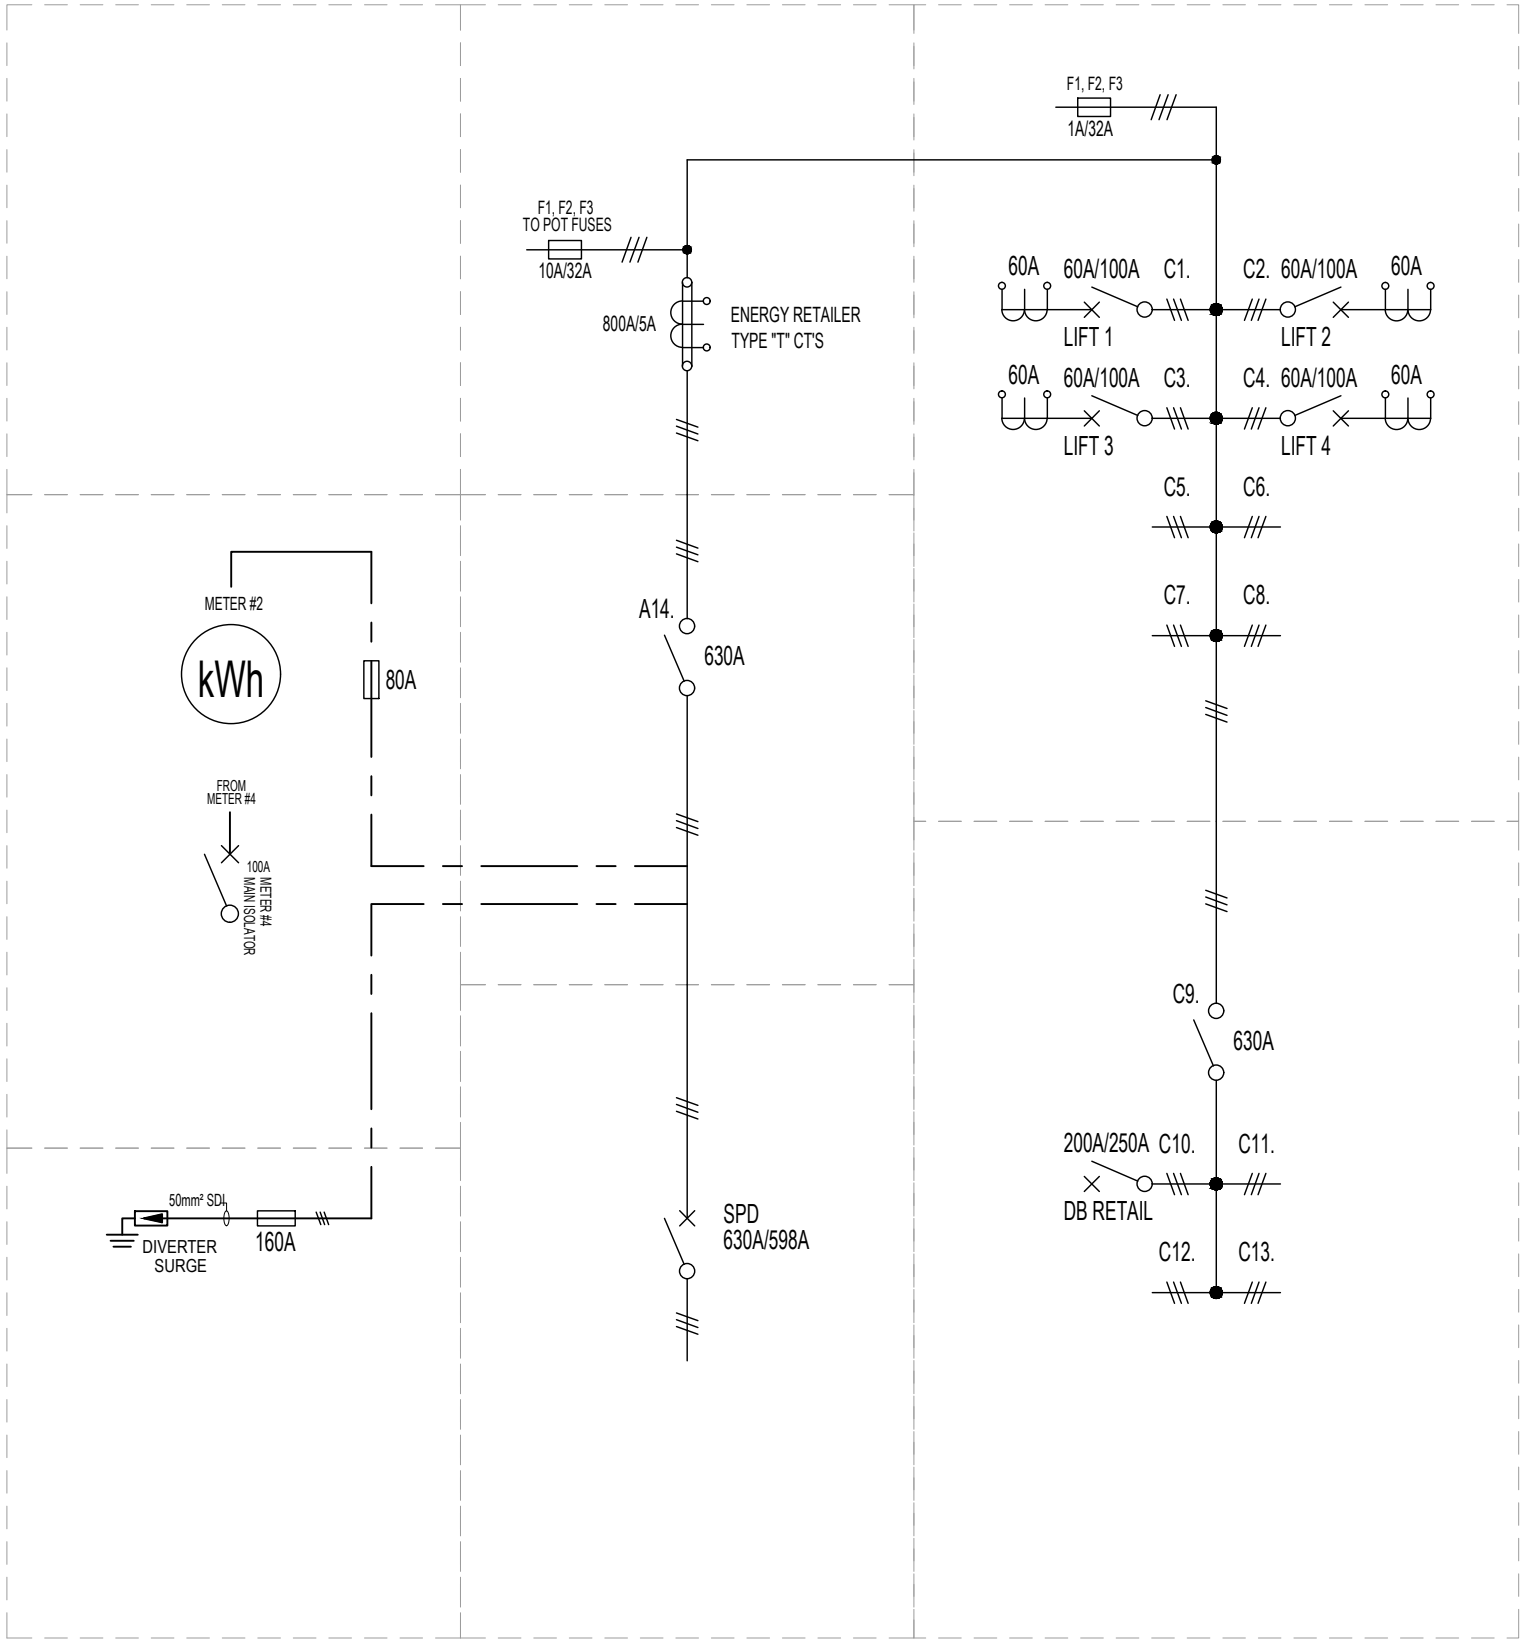 F1, F2, F3
1A/32A
F1, F2, F3
TO POT FUSES
10A/32A
800A/5A
ENERGY RETAILER
TYPE "T" CT'S
60A
60A/100A
C1.
C2.
60A/100A
60A
LIFT 1
LIFT 2
60A
60A/100A
C3.
C4.
60A/100A
60A
LIFT 3
LIFT 4
C5.
C6.
C7.
C8.
METER #2
kWh
80A
A14.
630A
FROM
METER #4
100A
METER #4
MAIN ISOLATOR
C9.
630A
200A/250A
C10.
C11.
DB RETAIL
C12.
C13.
50mm² SDI
160A
DIVERTER
SURGE
SPD
630A/598A